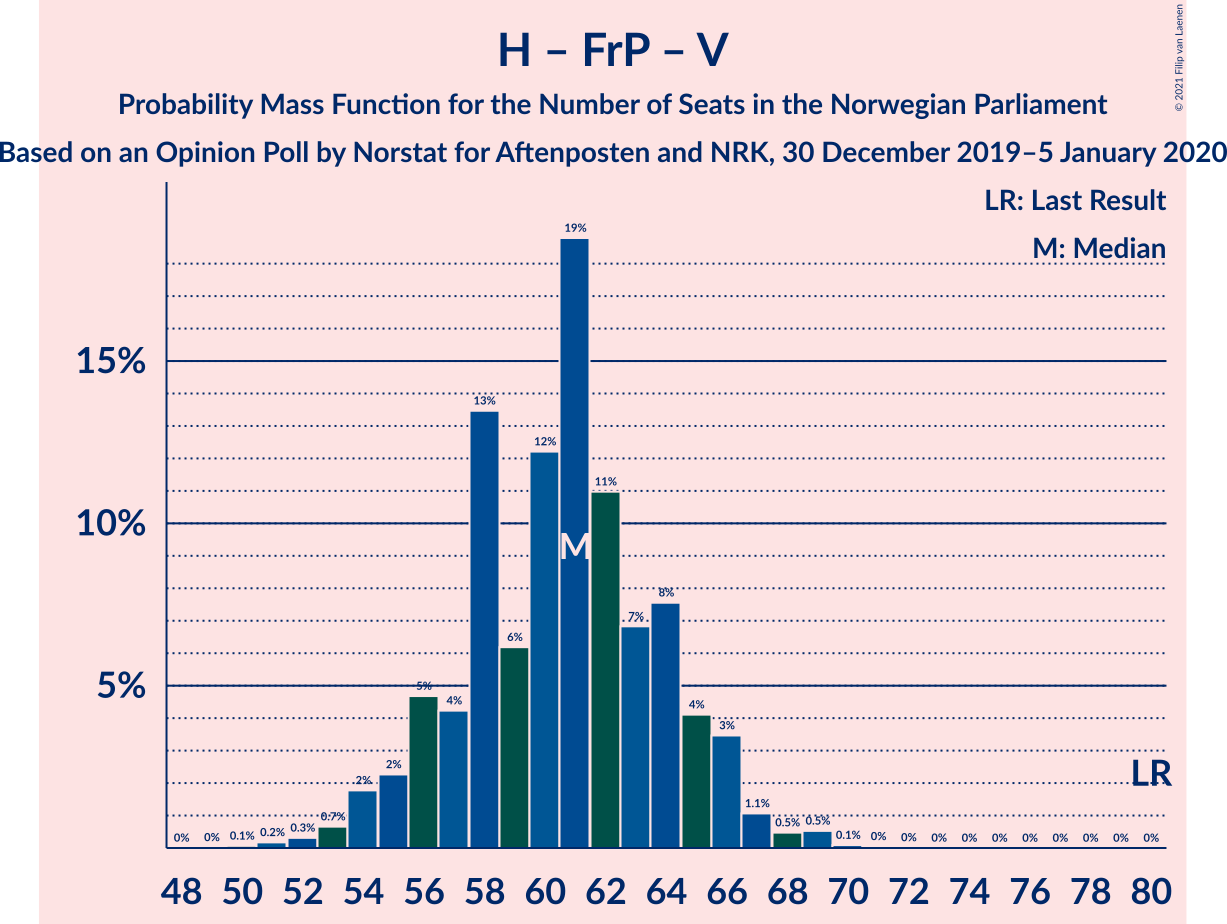 H – FrP – V
© 2021 Filip van Laenen
Probability Mass Function for the Number of Seats in the Norwegian Parliament
Based on an Opinion Poll by Norstat for Aftenposten and NRK, 30 December 2019–5 January 2020
LR: Last Result
M: Median
15%
10%
5%
0% 0% 0.1% 0.2% 0.3% 0.7% 2% 2% 5% 4% 13% 6% 12% 19% 11% 7% 8% 4% 3% 1.1% 0.5% 0.5% 0.1% 0% 0% 0% 0% 0% 0% 0% 0% 0% 0%
M
LR
48 50 52 54 56 58 60 62 64 66 68 70 72 74 76 78 80